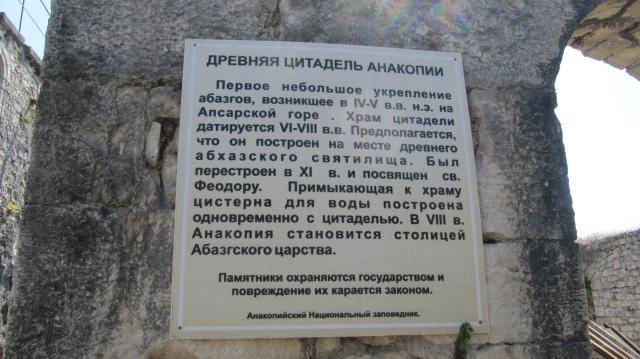 ДРЕВНЯЯ ЦИТАДЕЛЬ АНАКОПИИ
Первое небольшое укрепление
абазгов, возникшее в IV-V в.в. н.э. на
Апсарской горе . Храм цитадели
датируется VI-VIII в.в. Предполагается,
что он построен на месте древнего
абхазского святилища. Был
перестроен в XI в. и посвящен св.
Феодору. Примыкающая к храму
цистерна для воды построена
одновременно с цитаделью. В VIII в.
Анакопия становится столицей
Абазгского царства.
Памятники охраняются государством и
повреждение их карается законом.
Анакопийский Национальный заповедник.